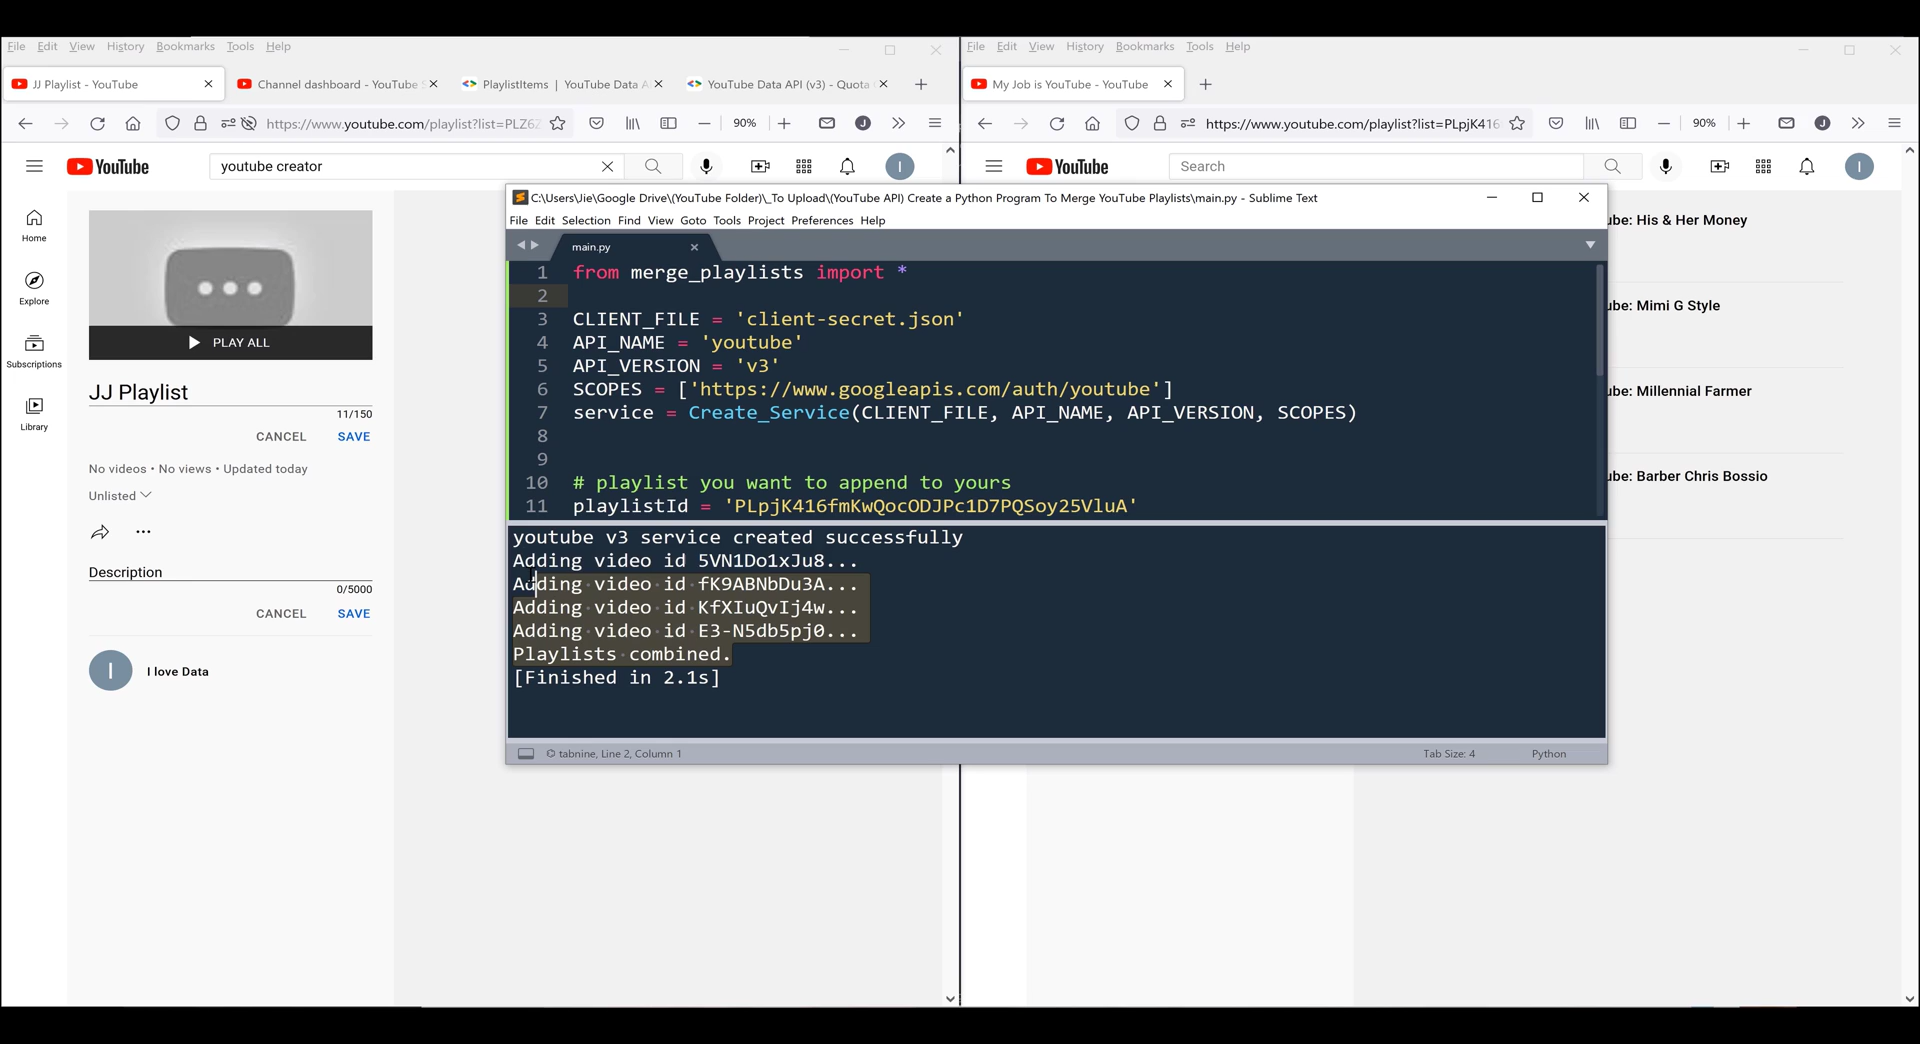 File Edit View History Bookmarks Tools Help
JJ Playlist - YouTube
Channel dashboard - YouTube
PlaylistItems | YouTube Data A
YouTube Data API (v3) - Quota
https://www.youtube.com/playlist?list=PLZ6Z
90%
J
YouTube
youtube creator
I
Home
Explore
Subscriptions
Library
PLAY ALL
JJ Playlist
11/150
CANCEL SAVE
No videos • No views • Updated today
Unlisted
Description
0/5000
CANCEL SAVE
I
I love Data
File Edit View History Bookmarks Tools Help
My Job is YouTube - YouTube
https://www.youtube.com/playlist?list=PLpjK416
90%
J
YouTube
Search
I
ube: His & Her Money
ube: Mimi G Style
ube: Millennial Farmer
ube: Barber Chris Bossio
C:\Users\Jie\Google Drive\(YouTube Folder)\_To Upload\(YouTube API) Create a Python Program To Merge YouTube Playlists\main.py - Sublime Text
File Edit Selection Find View Goto Tools Project Preferences Help
main.py
1 from merge_playlists import *
2
3 CLIENT_FILE = 'client-secret.json'
4 API_NAME = 'youtube'
5 API_VERSION = 'v3'
6 SCOPES = ['https://www.googleapis.com/auth/youtube']
7 service = Create_Service(CLIENT_FILE, API_NAME, API_VERSION, SCOPES)
8
9
10 # playlist you want to append to yours
11 playlistId = 'PLpjK416fmKwQocODJPc1D7PQSoy25VluA'
youtube v3 service created successfully
Adding video id 5VN1Do1xJu8...
Adding video id fK9ABNbDu3A...
Adding video id KfXIuQvIj4w...
Adding video id E3-N5db5pj0...
Playlists combined.
[Finished in 2.1s]
tabnine, Line 2, Column 1
Tab Size: 4
Python